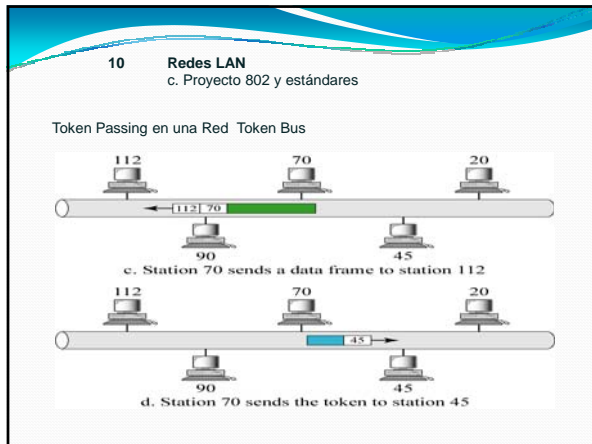 10 Redes LAN
c. Proyecto 802 y estándares
Token Passing en una Red Token Bus
112 70 20
112 70
90 45
c. Station 70 sends a data frame to station 112
112 70 20
45
90 45
d. Station 70 sends the token to station 45